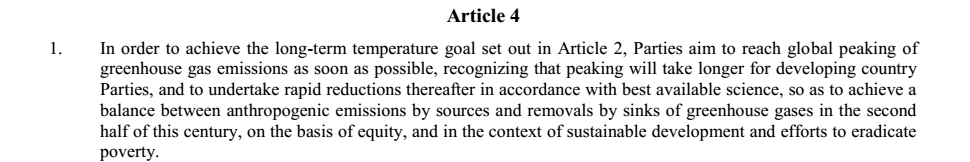 Article 4
1. In order to achieve the long-term temperature goal set out in Article 2, Parties aim to reach global peaking of
greenhouse gas emissions as soon as possible, recognizing that peaking will take longer for developing country
Parties, and to undertake rapid reductions thereafter in accordance with best available science, so as to achieve a
balance between anthropogenic emissions by sources and removals by sinks of greenhouse gases in the second
half of this century, on the basis of equity, and in the context of sustainable development and efforts to eradicate
poverty.